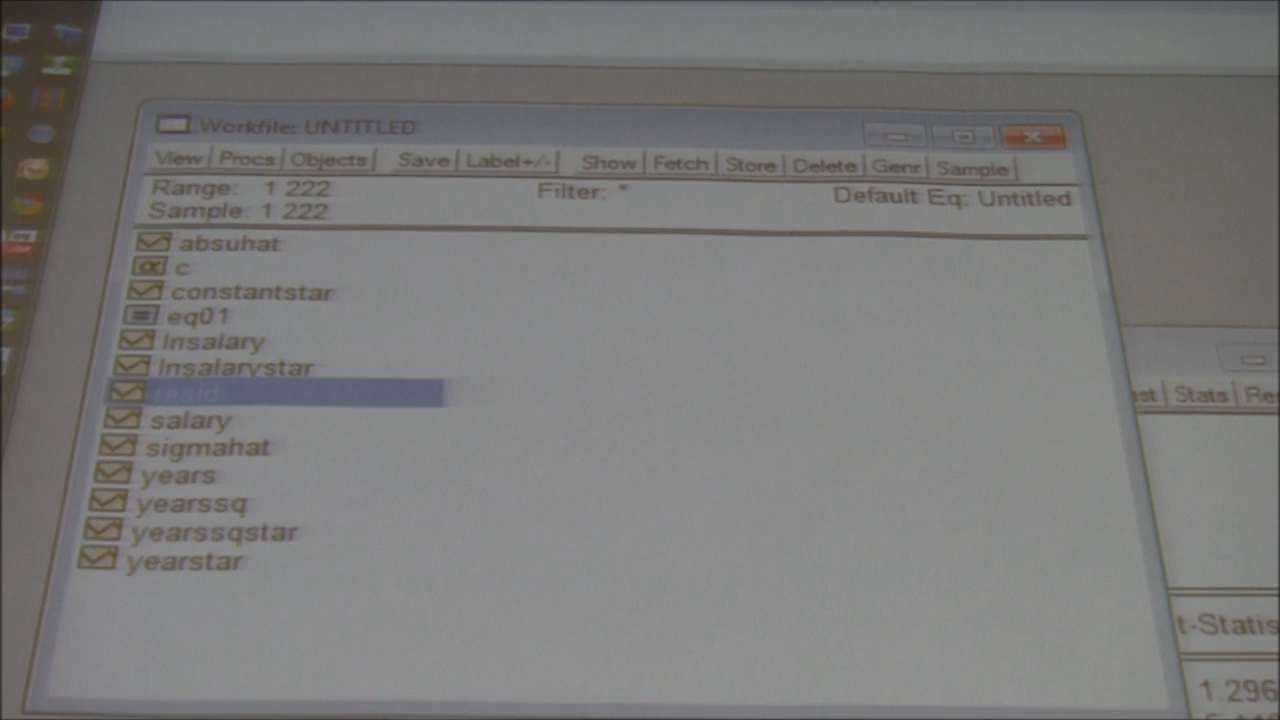 Workfile: UNTITLED
View Procs Objects Save Label+/- Show Fetch Store Delete Genr Sample
Range: 1 222 Filter: * Default Eq: Untitled
Sample: 1 222
absuhat
c
constantstar
eq01
lnsalary
lnsalarystar
resid
salary
sigmahat
years
yearssq
yearssqstar
yearstar
Stats
t-Statis
1.296